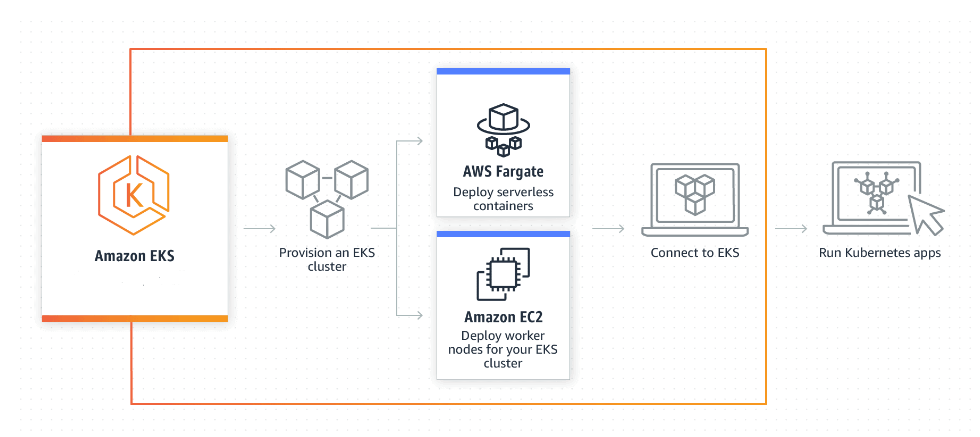 K
Amazon EKS
Provision an EKS
cluster
AWS Fargate
Deploy serverless
containers
Amazon EC2
Deploy worker
nodes for your EKS
cluster
Connect to EKS
Run Kubernetes apps